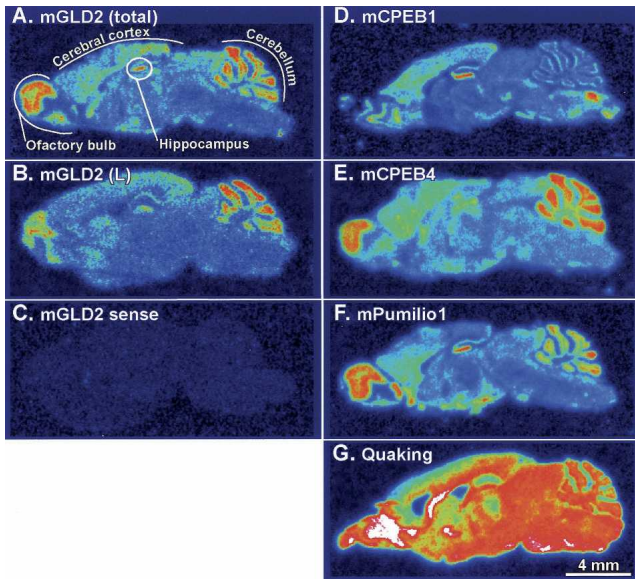 A. mGLD2 (total)
Cerebral cortex
Cerebellum
Ofactory bulb
Hippocampus
B. mGLD2 (L)
C. mGLD2 sense
D. mCPEB1
E. mCPEB4
F. mPumilio1
G. Quaking
4 mm